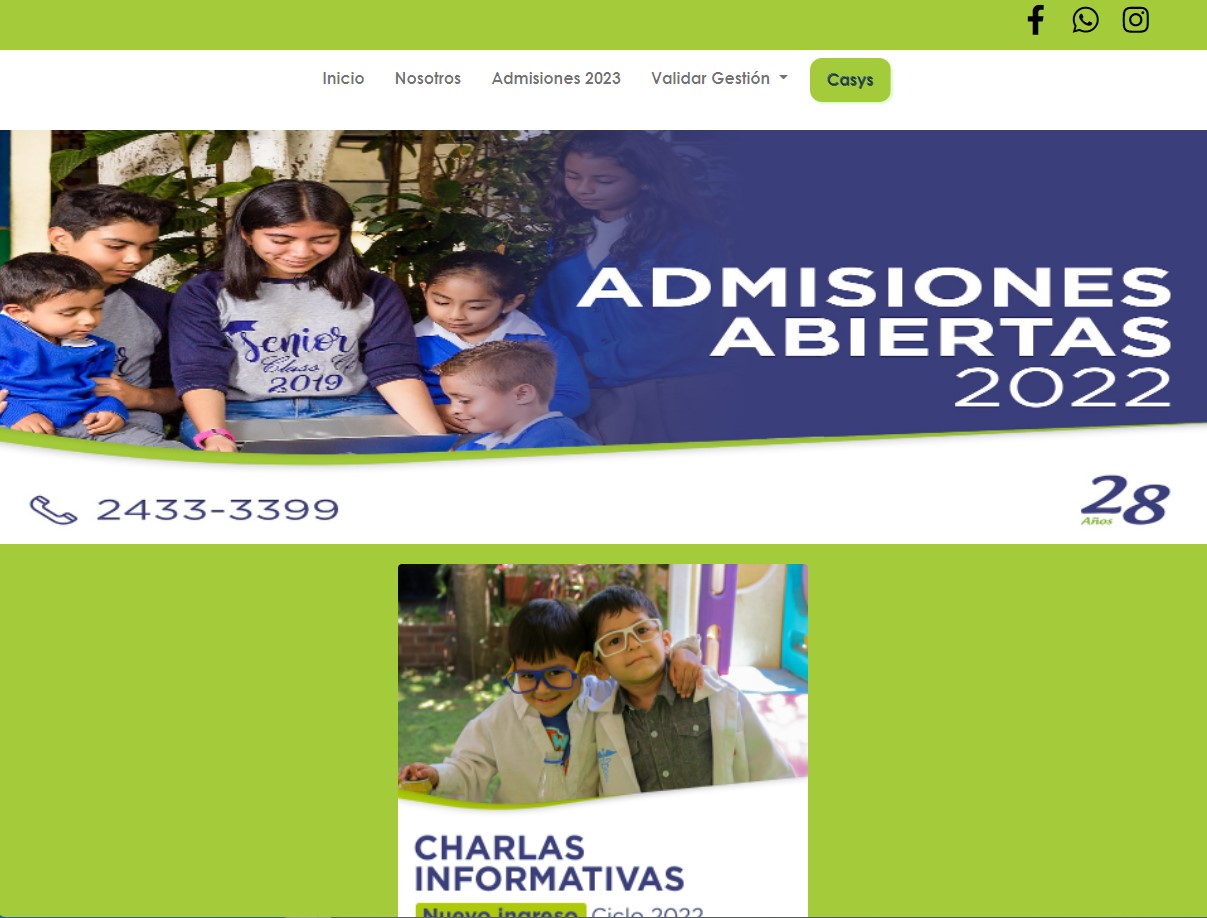 Inicio Nosotros Admisiones 2023 Validar Gestión Casys
Senior
Class of
2019
ADMISIONES
ABIERTAS
2022
2433-3399
28
Años
CHARLAS
INFORMATIVAS
Nuevo ingreso Ciclo 2022